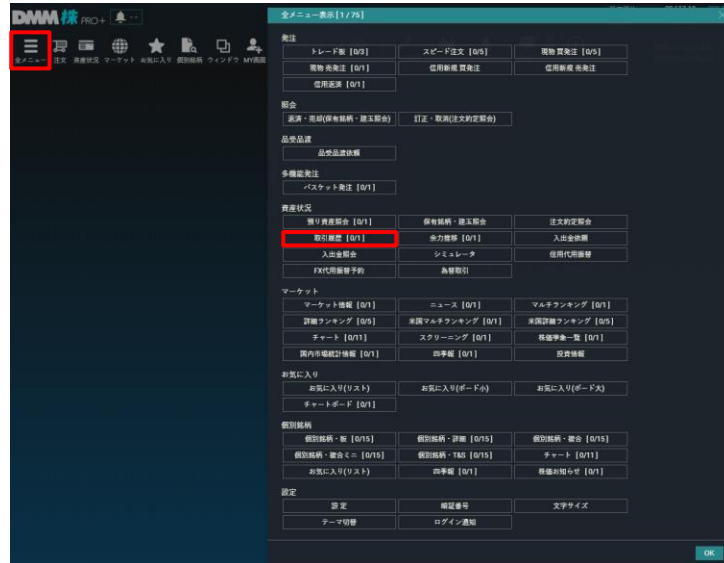 DMM 株 PRO+
全メニュー 注文 資産状況 マーケット お気に入り 個別銘柄 ウィンドウ MY画面
全メニュー表示 [1/75]
発注
トレード板 [0/3] スピード注文 [0/5] 現物 買発注 [0/5]
現物 売発注 [0/1] 信用新規 買発注 信用新規 売発注
信用返済 [0/1]
照会
返済・売却(保有銘柄・建玉照会) 訂正・取消(注文約定照会)
品受品渡
品受品渡依頼
多機能発注
バスケット発注 [0/1]
資産状況
預り資産照会 [0/1] 保有銘柄・建玉照会 注文約定照会
取引履歴 [0/1] 余力推移 [0/1] 入出金依頼
入出金照会 シミュレータ 信用代用振替
FX代用振替予約 為替取引
マーケット
マーケット情報 [0/1] ニュース [0/1] マルチランキング [0/1]
詳細ランキング [0/5] 米国マルチランキング [0/1] 米国詳細ランキング [0/5]
チャート [0/11] スクリーニング [0/1] 株価予象一覧 [0/1]
国内市場統計情報 [0/1] 四季報 [0/1] 投資情報
お気に入り
お気に入り(リスト) お気に入り(ボード小) お気に入り(ボード大)
チャートボード [0/1]
個別銘柄
個別銘柄・板 [0/15] 個別銘柄・詳細 [0/15] 個別銘柄・複合 [0/15]
個別銘柄・複合ミニ [0/15] 個別銘柄・T&S [0/15] チャート [0/11]
お気に入り(リスト) 四季報 [0/1] 株価お知らせ [0/1]
設定
設定 暗証番号 文字サイズ
テーマ切替 ログイン通知
OK